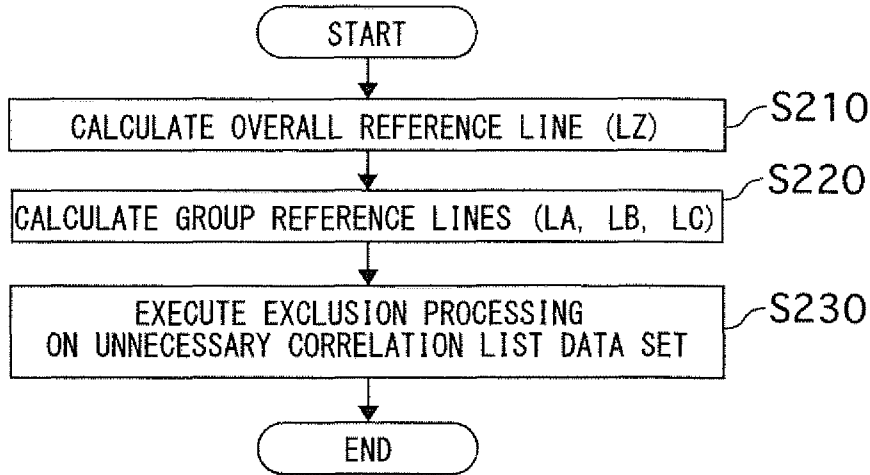 START
CALCULATE OVERALL REFERENCE LINE (LZ)
S210
CALCULATE GROUP REFERENCE LINES (LA, LB, LC)
S220
EXECUTE EXCLUSION PROCESSING
ON UNNECESSARY CORRELATION LIST DATA SET
S230
END